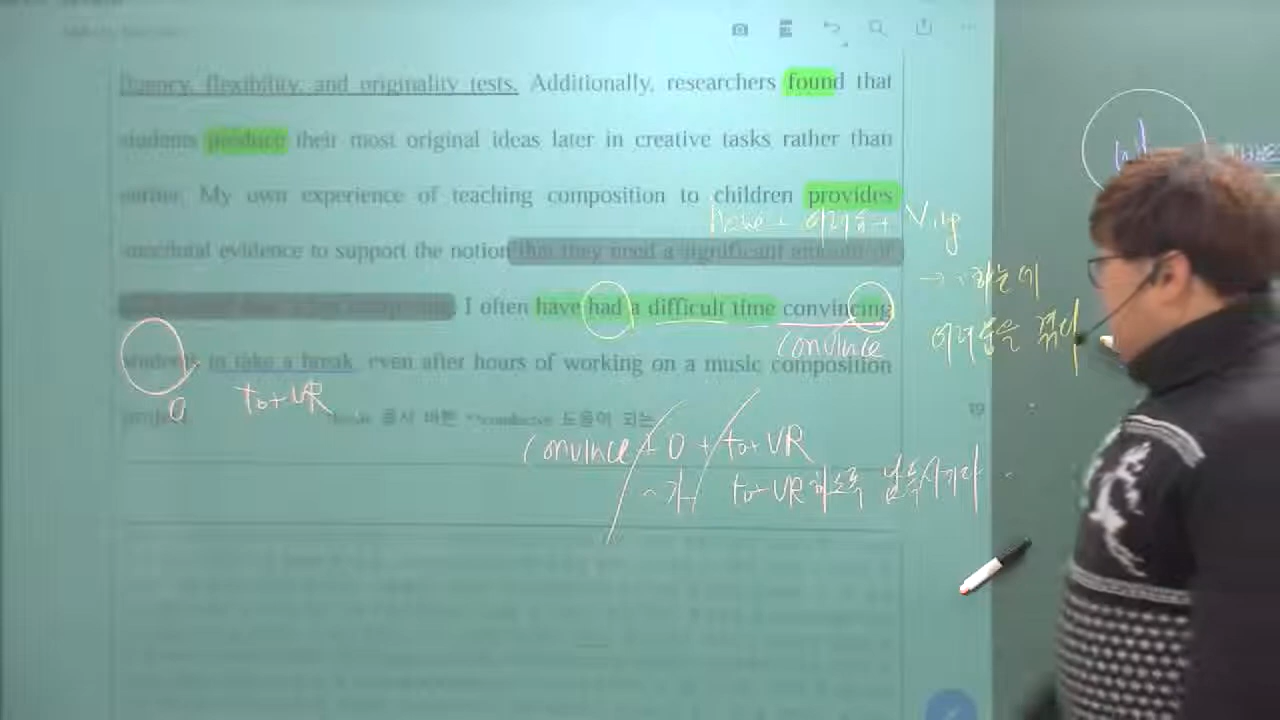 fluency, flexibility, and originality tests. Additionally, researchers found that
students produce their most original ideas later in creative tasks rather than
earlier. My own experience of teaching composition to children provides
evidence to support the notion that they need a significant amount of
I often have had a difficult time convincing
students to take a break even after hours of working on a music composition
project.
have + 어려움 + Ving
→ ~하는데
어려움을 겪다
convince
O
to+VR
convince + O + to+VR
~가
to-VR 하도록 납득시키다
19